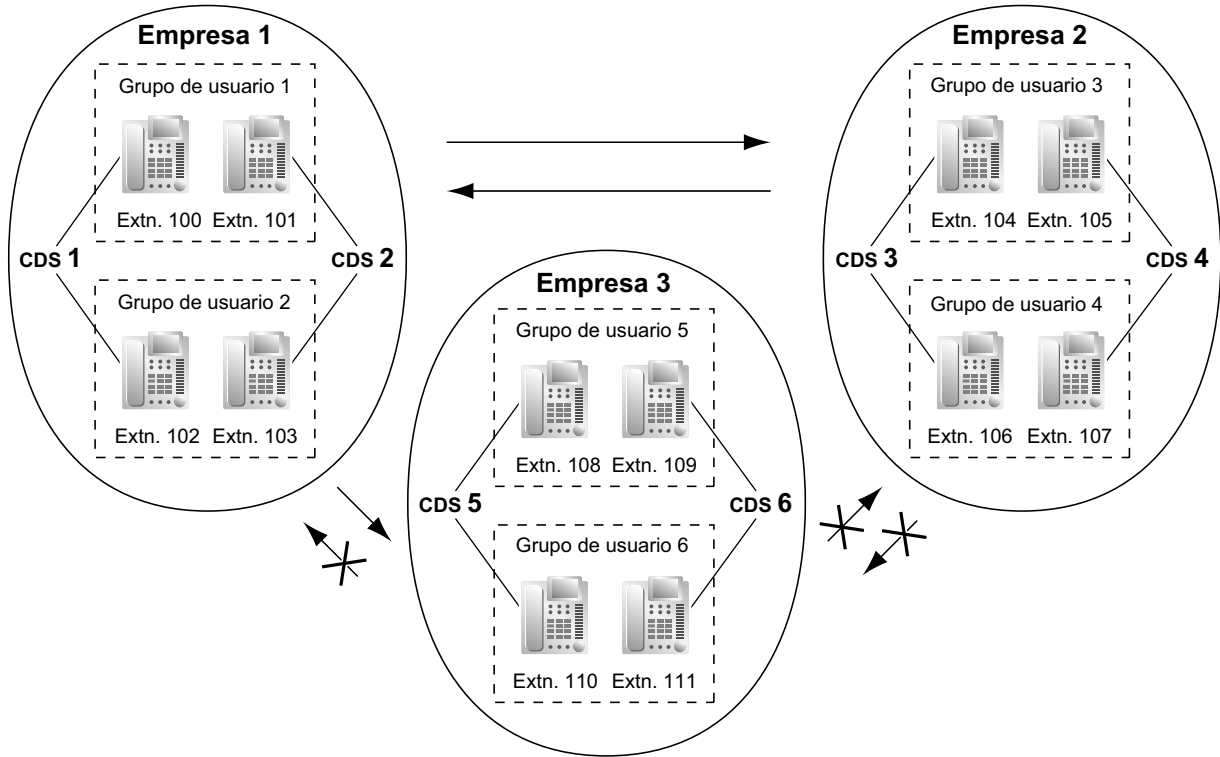 Empresa 1
Grupo de usuario 1
Extn. 100 Extn. 101
CDS 1
CDS 2
Grupo de usuario 2
Extn. 102 Extn. 103
Empresa 2
Grupo de usuario 3
Extn. 104 Extn. 105
CDS 3
CDS 4
Grupo de usuario 4
Extn. 106 Extn. 107
Empresa 3
Grupo de usuario 5
Extn. 108 Extn. 109
CDS 5
CDS 6
Grupo de usuario 6
Extn. 110 Extn. 111